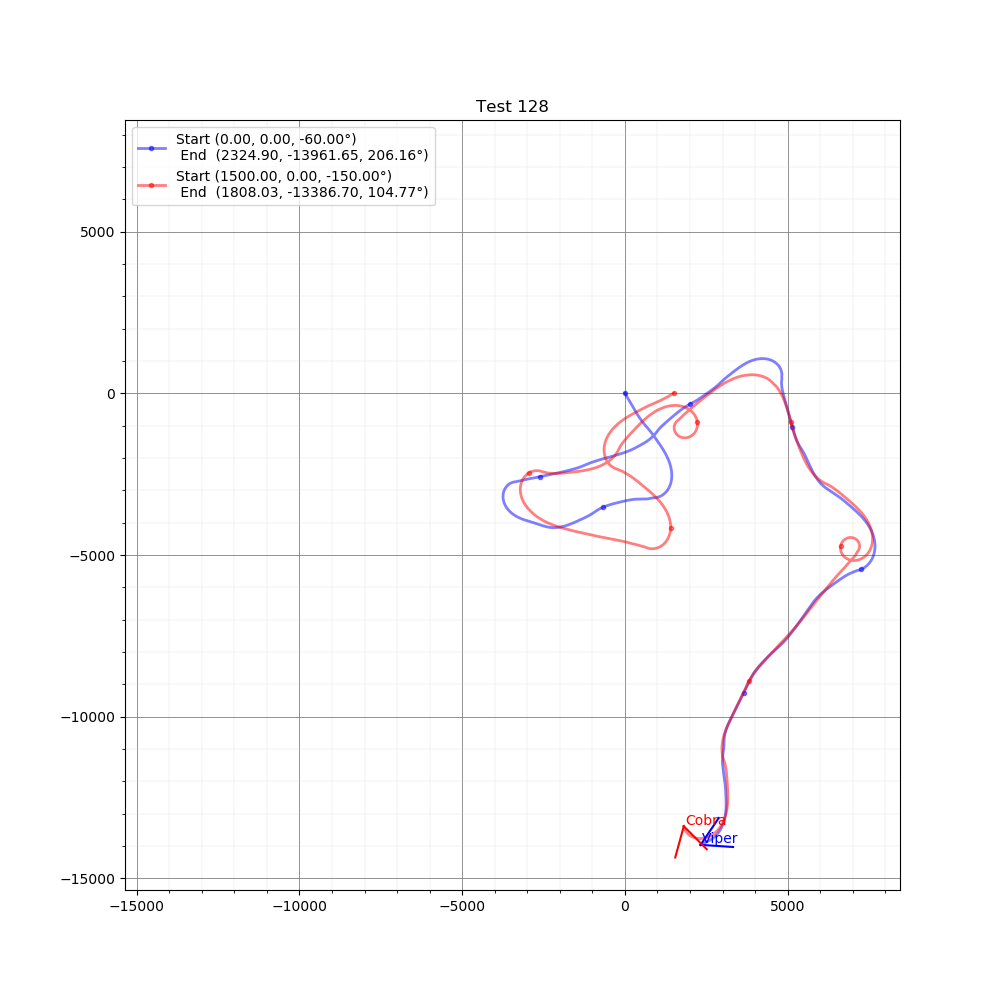 Test 128
Start (0.00, 0.00, -60.00°)
End  (2324.90, -13961.65, 206.16°)
Start (1500.00, 0.00, -150.00°)
End  (1808.03, -13386.70, 104.77°)
5000
0
−5000
−10000
−15000
Cobra
Viper
−15000
−10000
−5000
0
5000